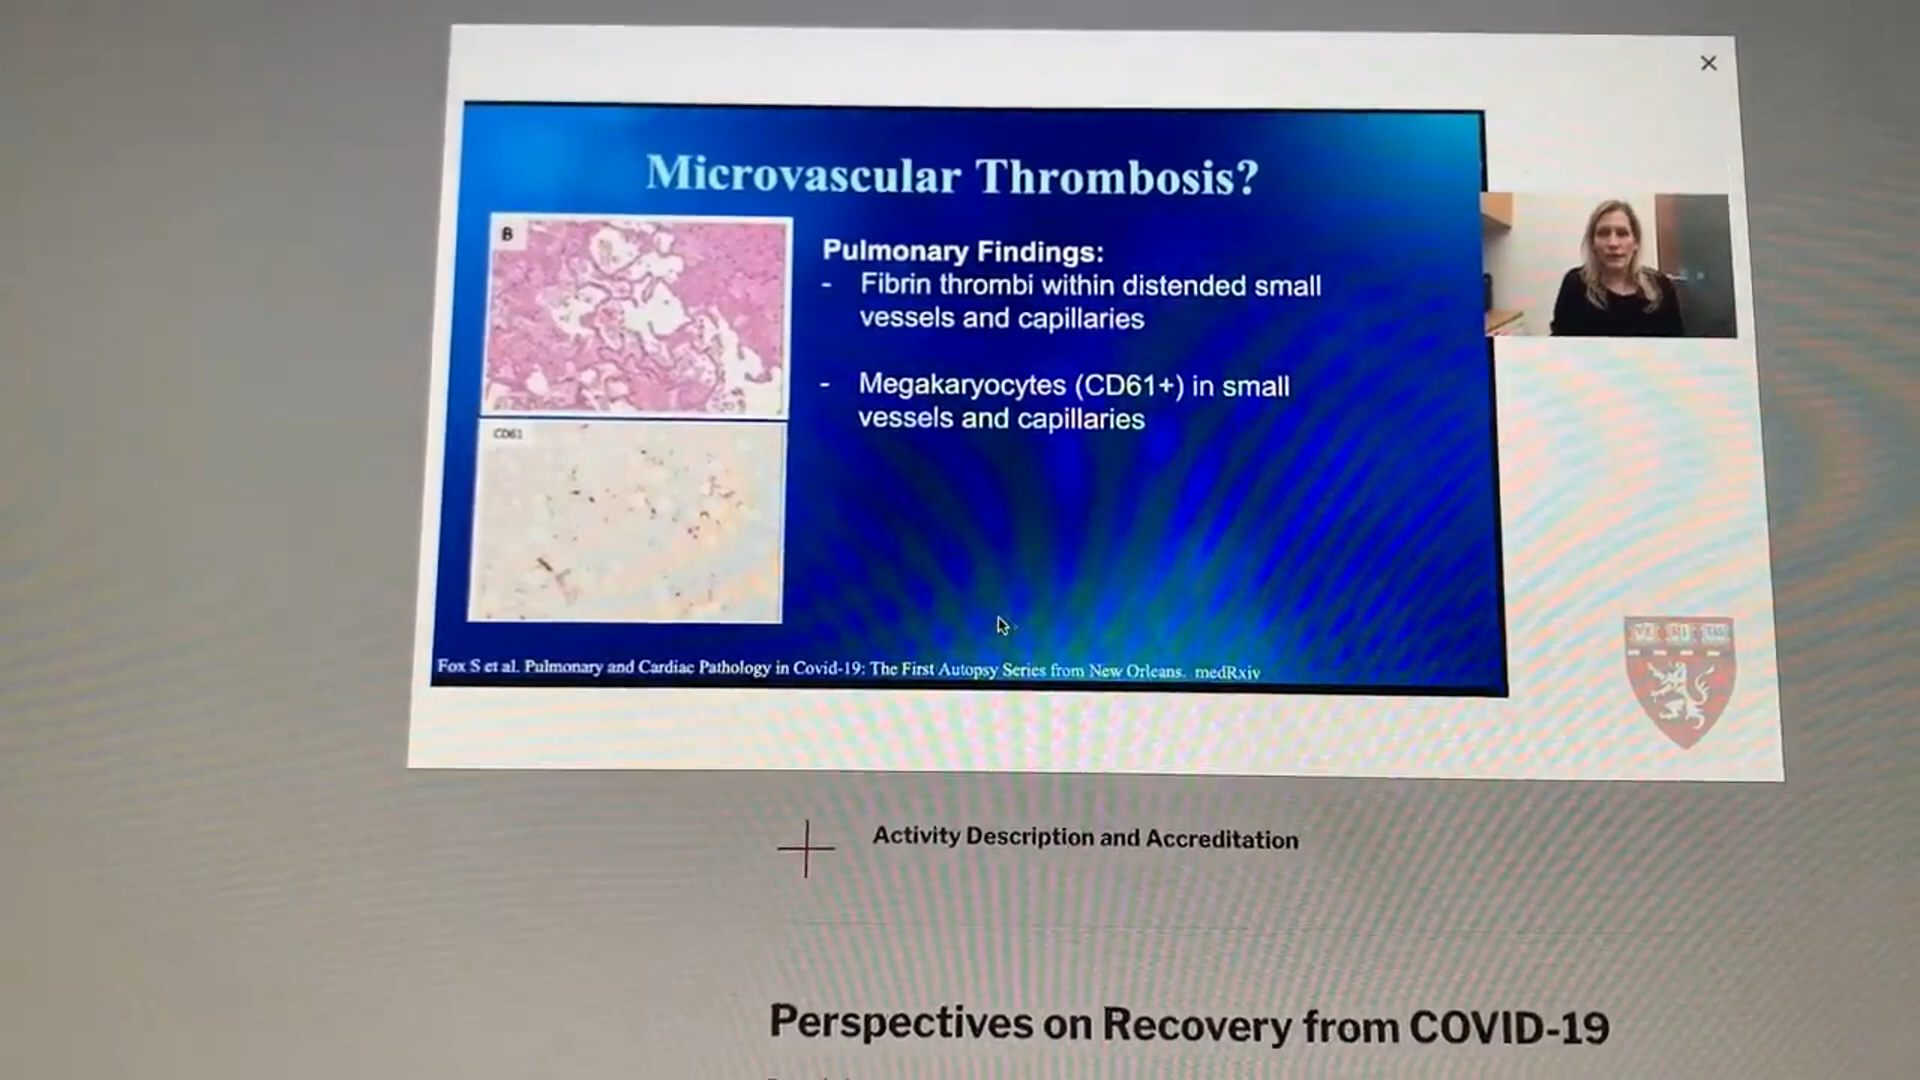 Microvascular Thrombosis?
B
Pulmonary Findings:
- Fibrin thrombi within distended small
vessels and capillaries
- Megakaryocytes (CD61+) in small
vessels and capillaries
CD61
Fox S et al. Pulmonary and Cardiac Pathology in Covid-19: The First Autopsy Series from New Orleans. medRxiv
Activity Description and Accreditation
Perspectives on Recovery from COVID-19